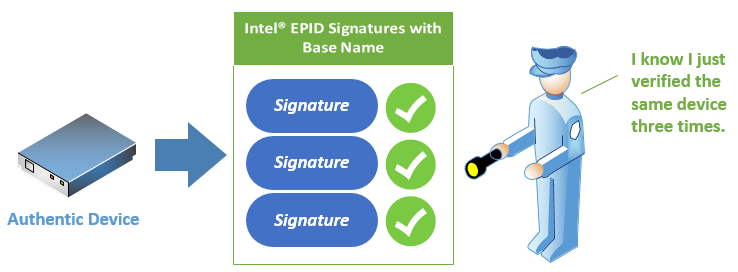 Intel® EPID Signatures with
Base Name
Signature
Signature
Signature
Authentic Device
I know I just
verified the
same device
three times.